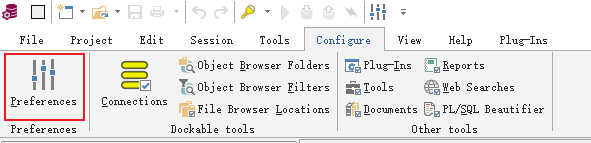 File Project Edit Session Tools Configure View Help Plug-Ins
Preferences
Connections
Object Browser Folders
Object Browser Filters
File Browser Locations
Plug-Ins
Tools
Documents
Reports
Web Searches
PL/SQL Beautifier
Preferences Dockable tools Other tools